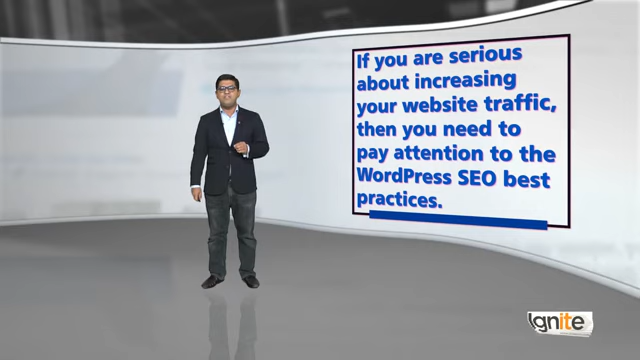 If you are serious
about increasing
your website traffic,
then you need to
pay attention to the
WordPress SEO best
practices.
Ignite